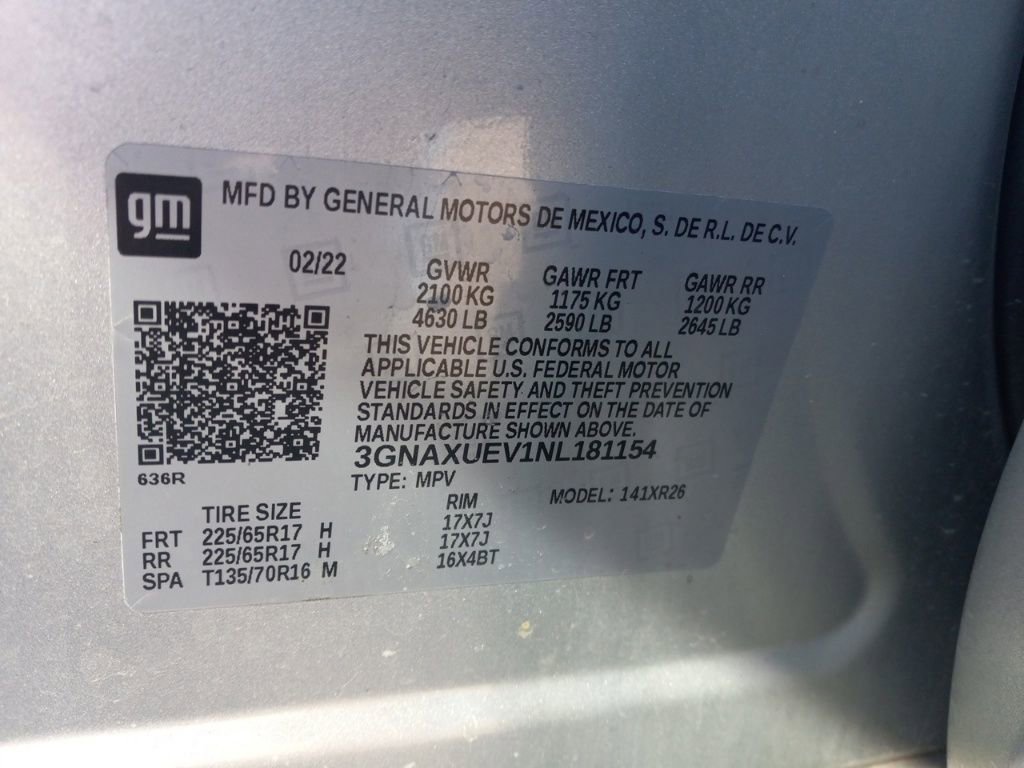 gm
MFD BY GENERAL MOTORS DE MEXICO, S. DE R.L. DE C.V.
02/22
GVWR GAWR FRT GAWR RR
2100 KG 1175 KG 1200 KG
4630 LB 2590 LB 2645 LB
THIS VEHICLE CONFORMS TO ALL
APPLICABLE U.S. FEDERAL MOTOR
VEHICLE SAFETY AND THEFT PREVENTION
STANDARDS IN EFFECT ON THE DATE OF
MANUFACTURE SHOWN ABOVE.
3GNAXUEV1NL181154
636R
TYPE: MPV MODEL: 141XR26
TIRE SIZE RIM
FRT 225/65R17 H 17X7J
RR 225/65R17 H 17X7J
SPA T135/70R16 M 16X4BT